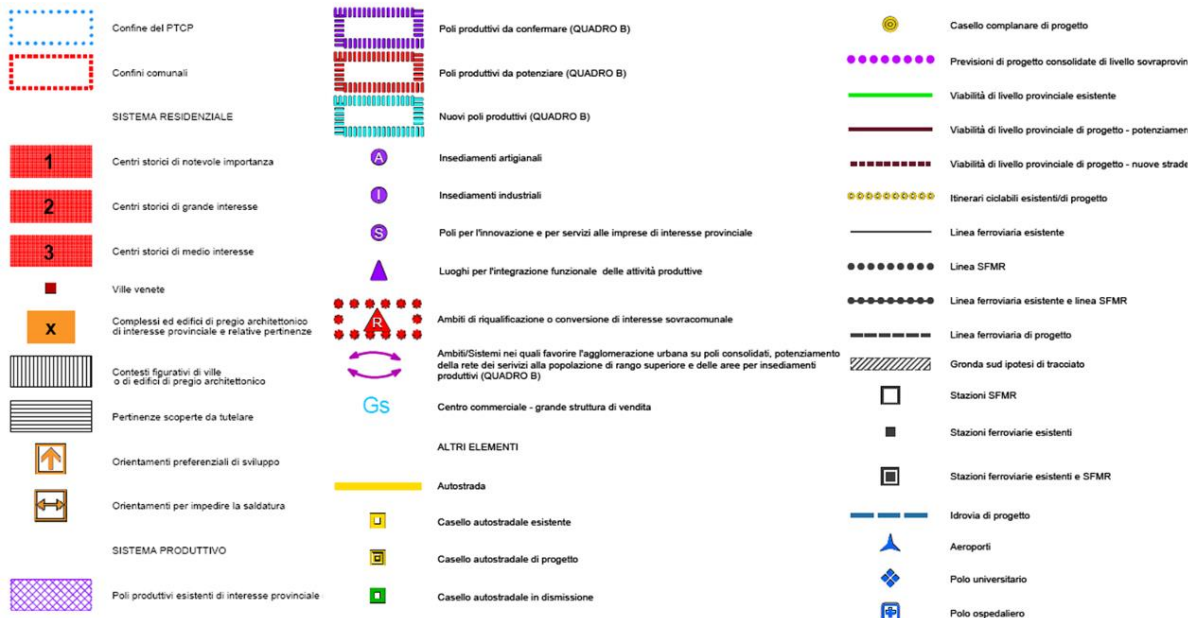 Confine del PTCP
Confini comunali
SISTEMA RESIDENZIALE
1
Centri storici di notevole importanza
2
Centri storici di grande interesse
3
Centri storici di medio interesse
Ville venete
x
Complessi ed edifici di pregio architettonico
di interesse provinciale e relative pertinenze
Contesti figurativi di ville
o di edifici di pregio architettonico
Pertinenze scoperte da tutelare
Orientamenti preferenziali di sviluppo
Orientamenti per impedire la saldatura
SISTEMA PRODUTTIVO
Poli produttivi esistenti di interesse provinciale
Poli produttivi da confermare (QUADRO B)
Poli produttivi da potenziare (QUADRO B)
Nuovi poli produttivi (QUADRO B)
A
Insediamenti artigianali
I
Insediamenti industriali
S
Poli per l'innovazione e per servizi alle imprese di interesse provinciale
Luoghi per l'integrazione funzionale delle attività produttive
R
Ambiti di riqualificazione o conversione di interesse sovracomunale
Ambiti/Sistemi nei quali favorire l'agglomerazione urbana su poli consolidati, potenziamento
della rete dei serivizi alla popolazione di rango superiore e delle aree per insediamenti
produttivi (QUADRO B)
Gs
Centro commerciale - grande struttura di vendita
ALTRI ELEMENTI
Autostrada
Casello autostradale esistente
Casello autostradale di progetto
Casello autostradale in dismissione
Casello complanare di progetto
Previsioni di progetto consolidate di livello sovraprovin
Viabilità di livello provinciale esistente
Viabilità di livello provinciale di progetto - potenziamen
Viabilità di livello provinciale di progetto - nuove strade
Itinerari ciclabili esistenti/di progetto
Linea ferroviaria esistente
Linea SFMR
Linea ferroviaria esistente e linea SFMR
Linea ferroviaria di progetto
Gronda sud ipotesi di tracciato
Stazioni SFMR
Stazioni ferroviarie esistenti
Stazioni ferroviarie esistenti e SFMR
Idrovia di progetto
Aeroporti
Polo universitario
Polo ospedaliero